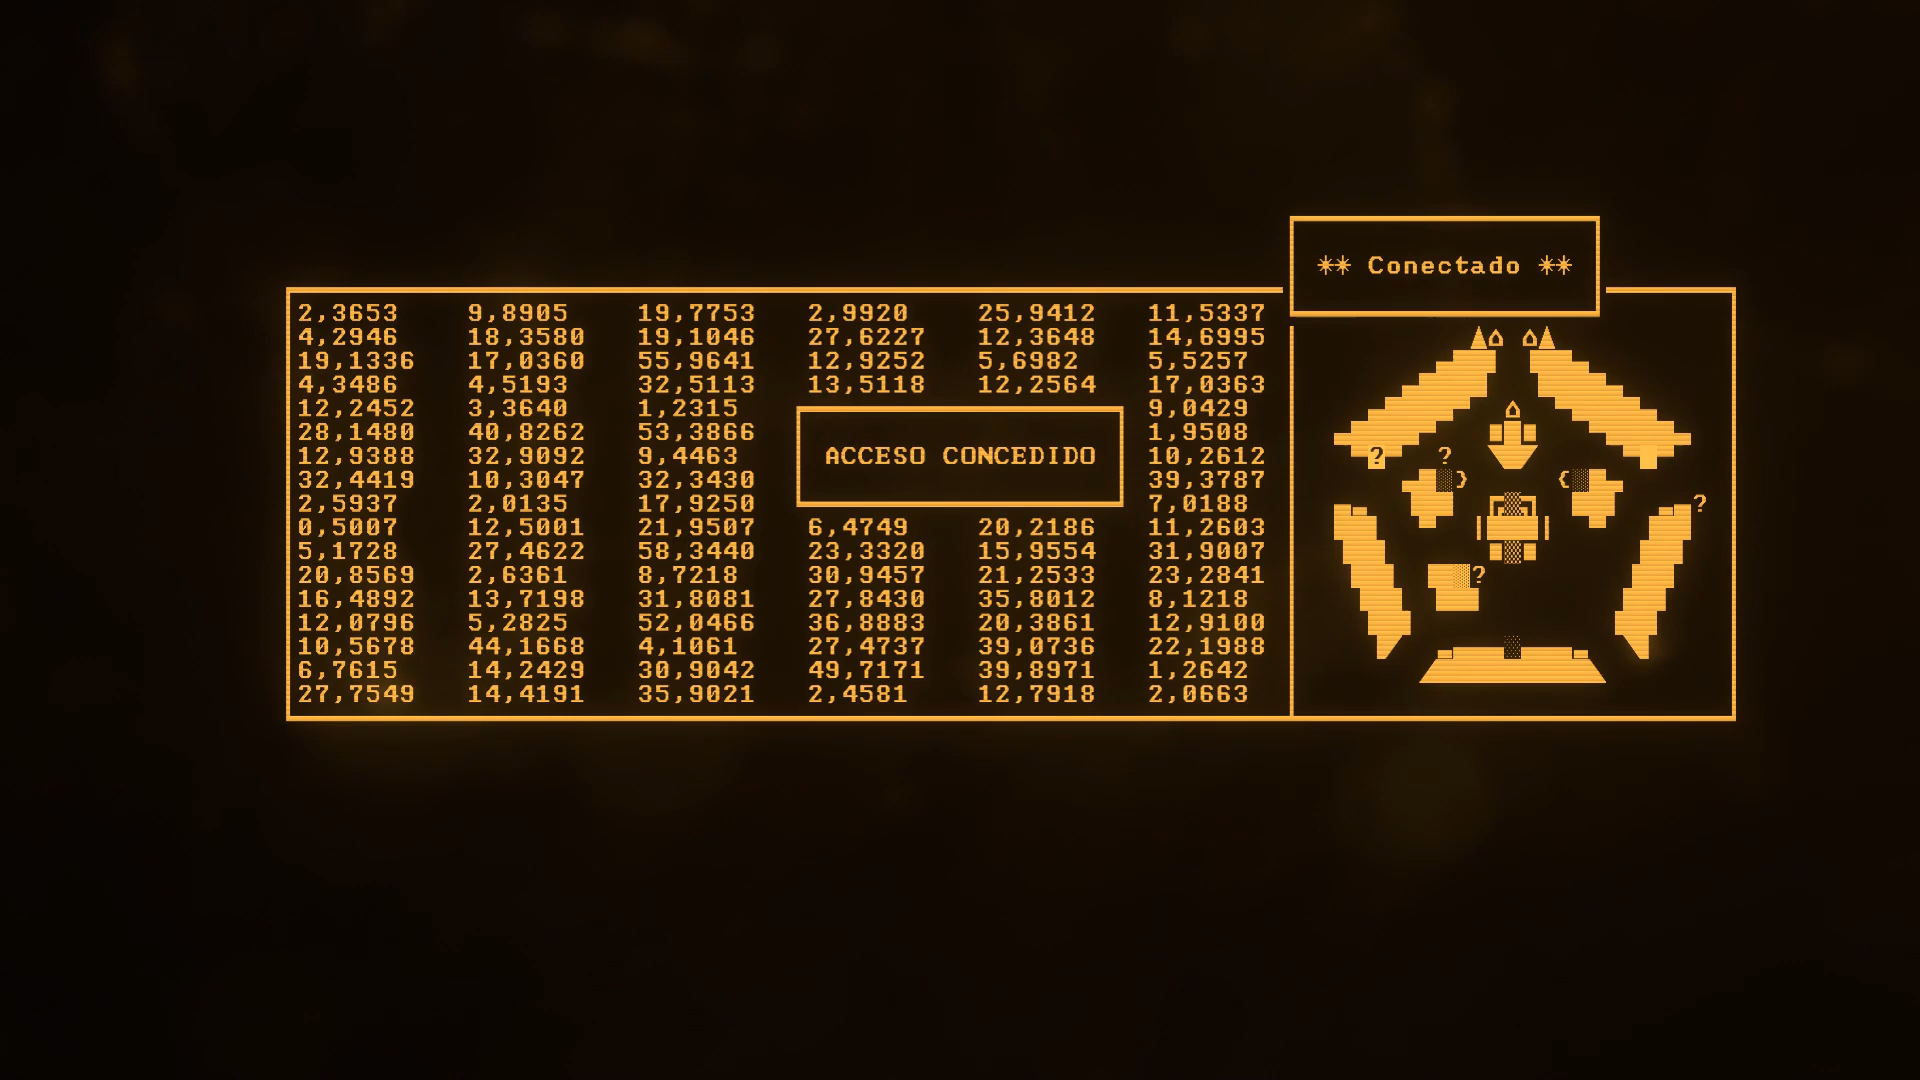 ** Conectado **
2,3653 9,8905 19,7753 2,9920 25,9412 11,5337
4,2946 18,3580 19,1046 27,6227 12,3648 14,6995
19,1336 17,0360 55,9641 12,9252 5,6982 5,5257
4,3486 4,5193 32,5113 13,5118 12,2564 17,0363
12,2452 3,3640 1,2315 9,0429
28,1480 40,8262 53,3866 1,9508
12,9388 32,9092 9,4463 ACCESO CONCEDIDO 10,2612 ? ?
32,4419 10,3047 32,3430 39,3787 } {
2,5937 2,0135 17,9250 7,0188 ?
0,5007 12,5001 21,9507 6,4749 20,2186 11,2603
5,1728 27,4622 58,3440 23,3320 15,9554 31,9007
20,8569 2,6361 8,7218 30,9457 21,2533 23,2841 ?
16,4892 13,7198 31,8081 27,8430 35,8012 8,1218
12,0796 5,2825 52,0466 36,8883 20,3861 12,9100
10,5678 44,1668 4,1061 27,4737 39,0736 22,1988
6,7615 14,2429 30,9042 49,7171 39,8971 1,2642
27,7549 14,4191 35,9021 2,4581 12,7918 2,0663